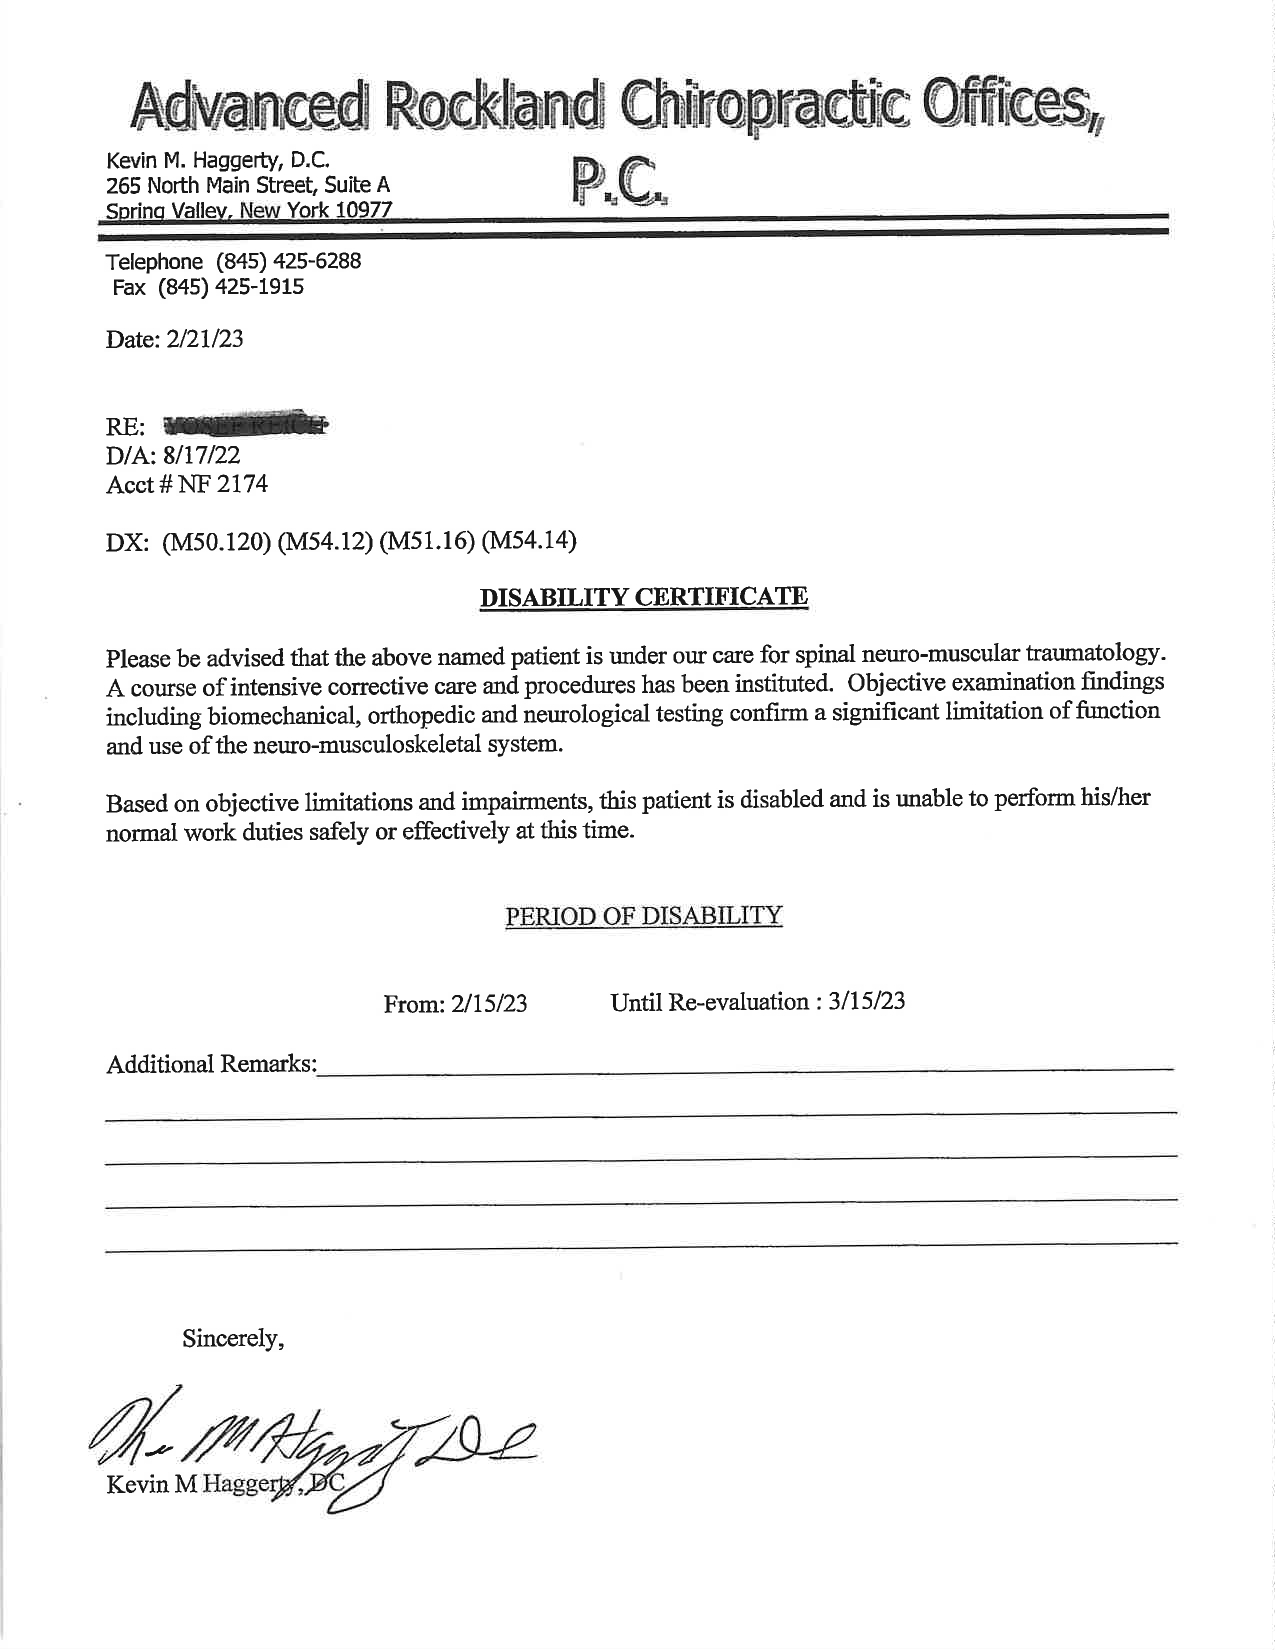 Advanced Rockland Chiropractic Offices,
P.C.
Kevin M. Haggerty, D.C.
265 North Main Street, Suite A
Spring Valley, New York 10977
Telephone (845) 425-6288
Fax (845) 425-1915
Date: 2/21/23
RE:
D/A: 8/17/22
Acct # NF 2174
DX: (M50.120) (M54.12) (M51.16) (M54.14)
DISABILITY CERTIFICATE
Please be advised that the above named patient is under our care for spinal neuro-muscular traumatology.
A course of intensive corrective care and procedures has been instituted. Objective examination findings
including biomechanical, orthopedic and neurological testing confirm a significant limitation of function
and use of the neuro-musculoskeletal system.
Based on objective limitations and impairments, this patient is disabled and is unable to perform his/her
normal work duties safely or effectively at this time.
PERIOD OF DISABILITY
From: 2/15/23 Until Re-evaluation : 3/15/23
Additional Remarks:
Sincerely,
Kevin M Haggerty, DC